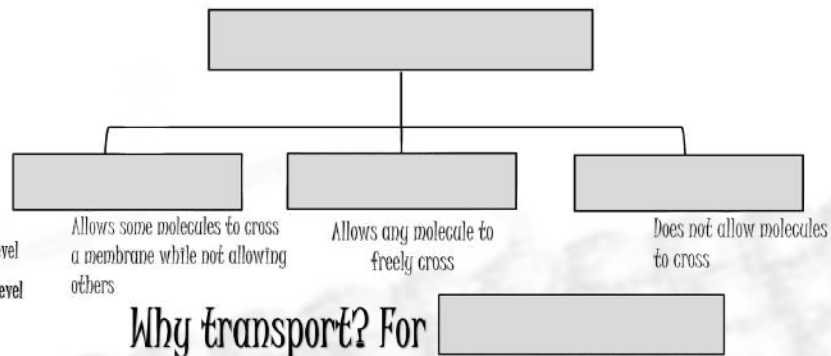 Allows some molecules to cross
a membrane while not allowing
others
Allows any molecule to
freely cross
Does not allow molecules
to cross
Why transport? For